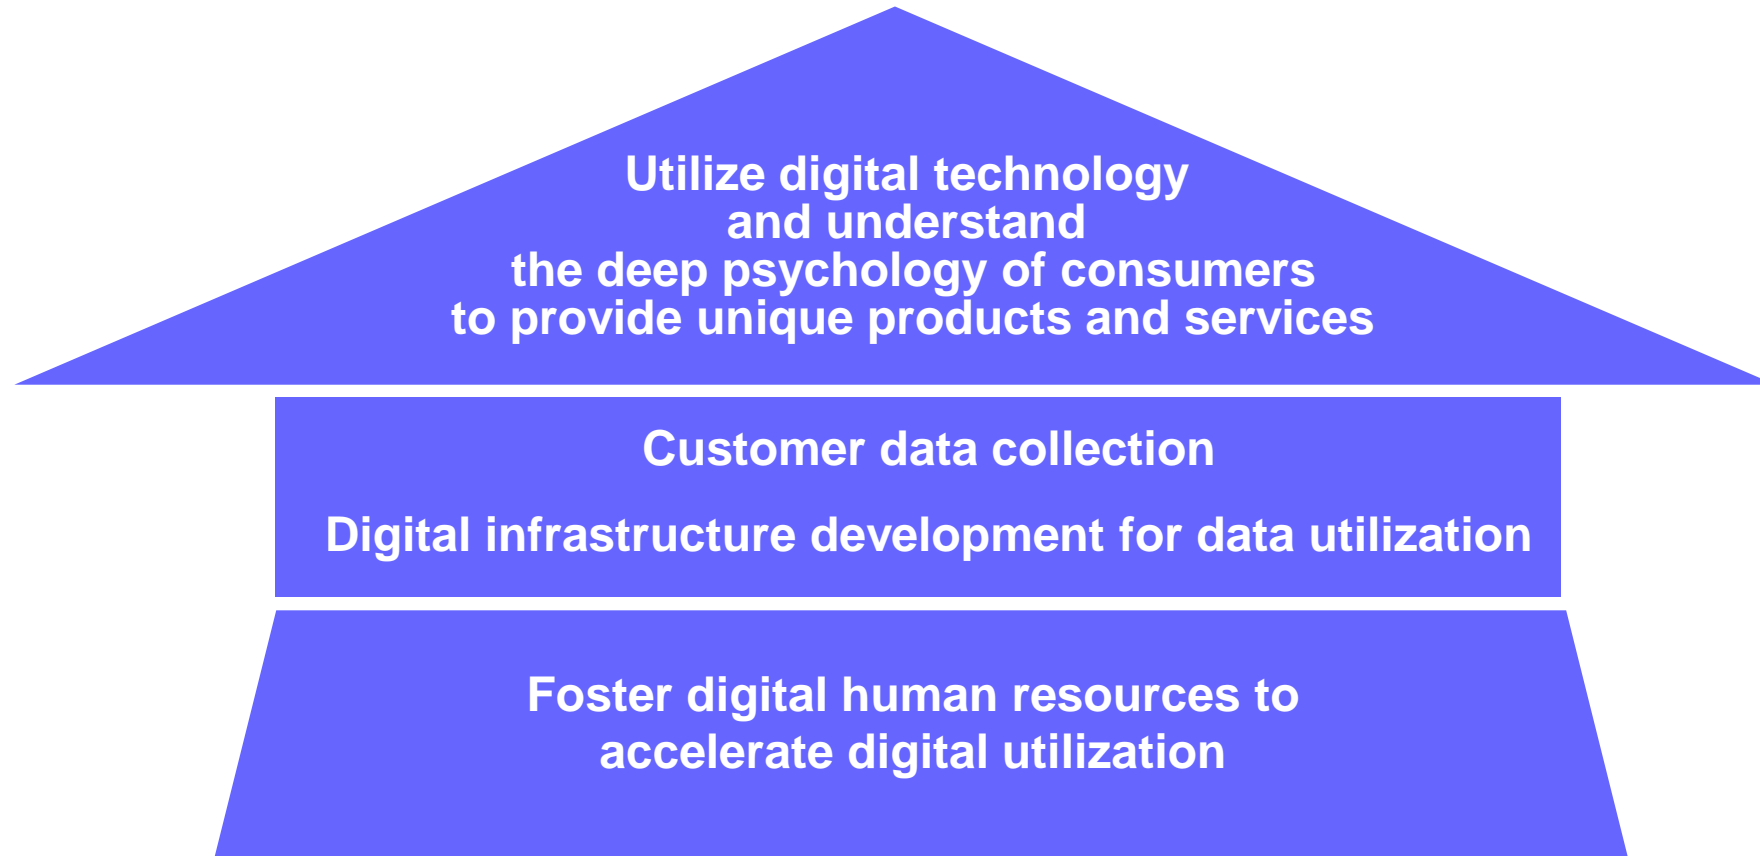 Utilize digital technology
and understand
the deep psychology of consumers
to provide unique products and services
Customer data collection
Digital infrastructure development for data utilization
Foster digital human resources to
accelerate digital utilization